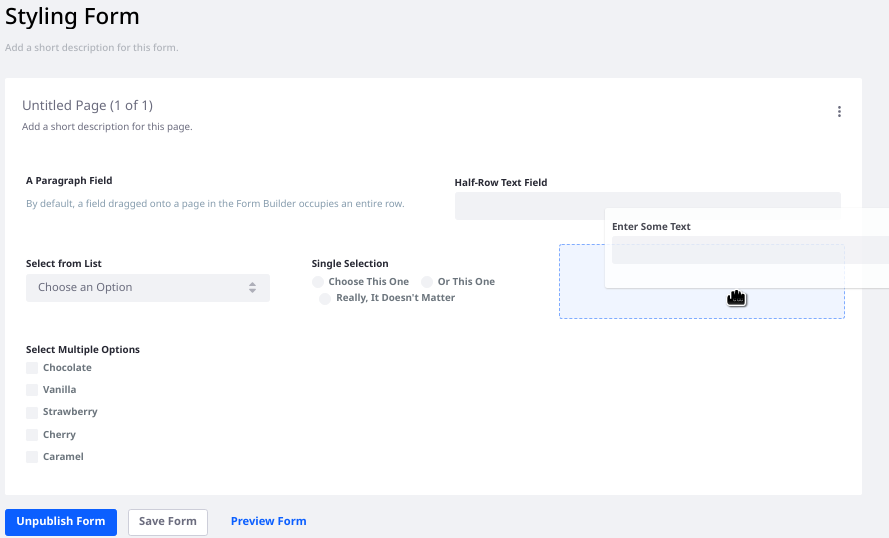 Styling Form
Add a short description for this form.
Untitled Page (1 of 1)
Add a short description for this page.
A Paragraph Field
By default, a field dragged onto a page in the Form Builder occupies an entire row.
Half-Row Text Field
Enter Some Text
Select from List
Choose an Option
Single Selection
Choose This One
Or This One
Really, It Doesn't Matter
Select Multiple Options
Chocolate
Vanilla
Strawberry
Cherry
Caramel
Unpublish Form
Save Form
Preview Form